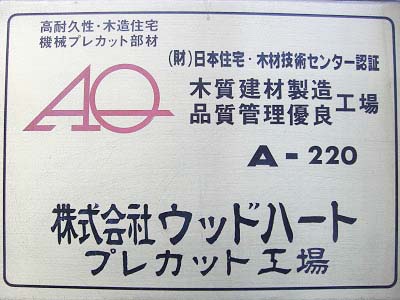 高耐久性・木造住宅
機械プレカット部材
AQ
(財)日本住宅・木材技術センター認証
木質建材製造
品質管理優良
工場
A-220
株式会社ウッドハート
プレカット工場